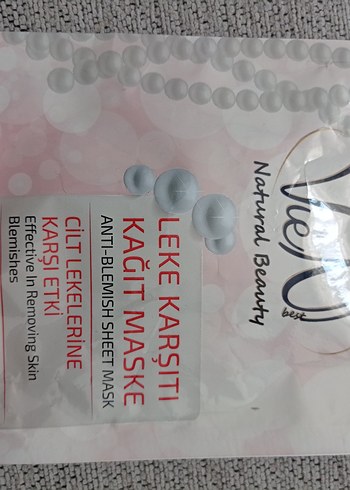 Natural Beauty
best
LEKE KARŞITI
KAĞIT MASKE
ANTI-BLEMISH SHEET MASK
CİLT LEKELERİNE
KARŞI ETKİ
Effective In Removing Skin
Blemishes